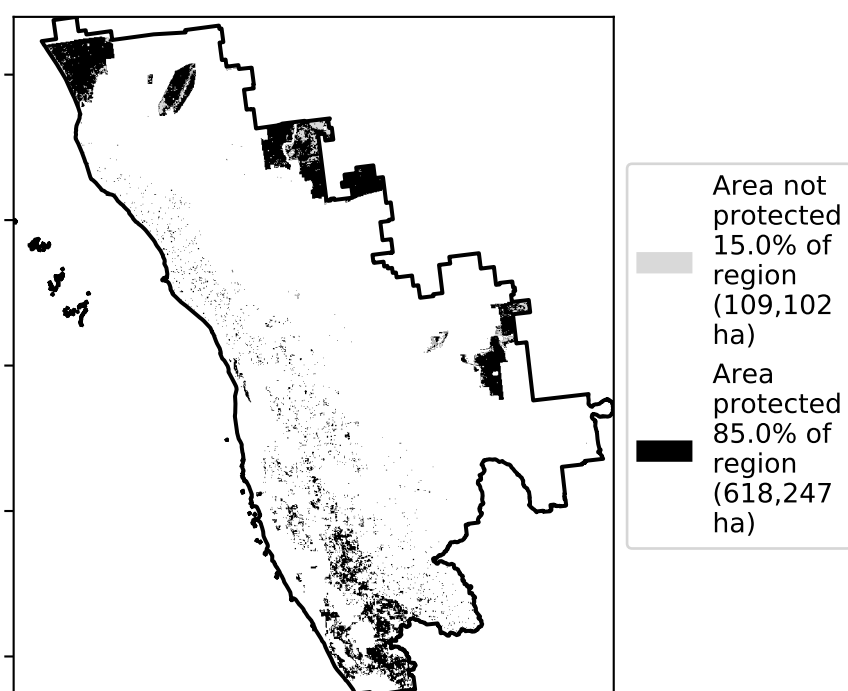 Area not
protected
15.0% of
region
(109,102
ha)
Area
protected
85.0% of
region
(618,247
ha)